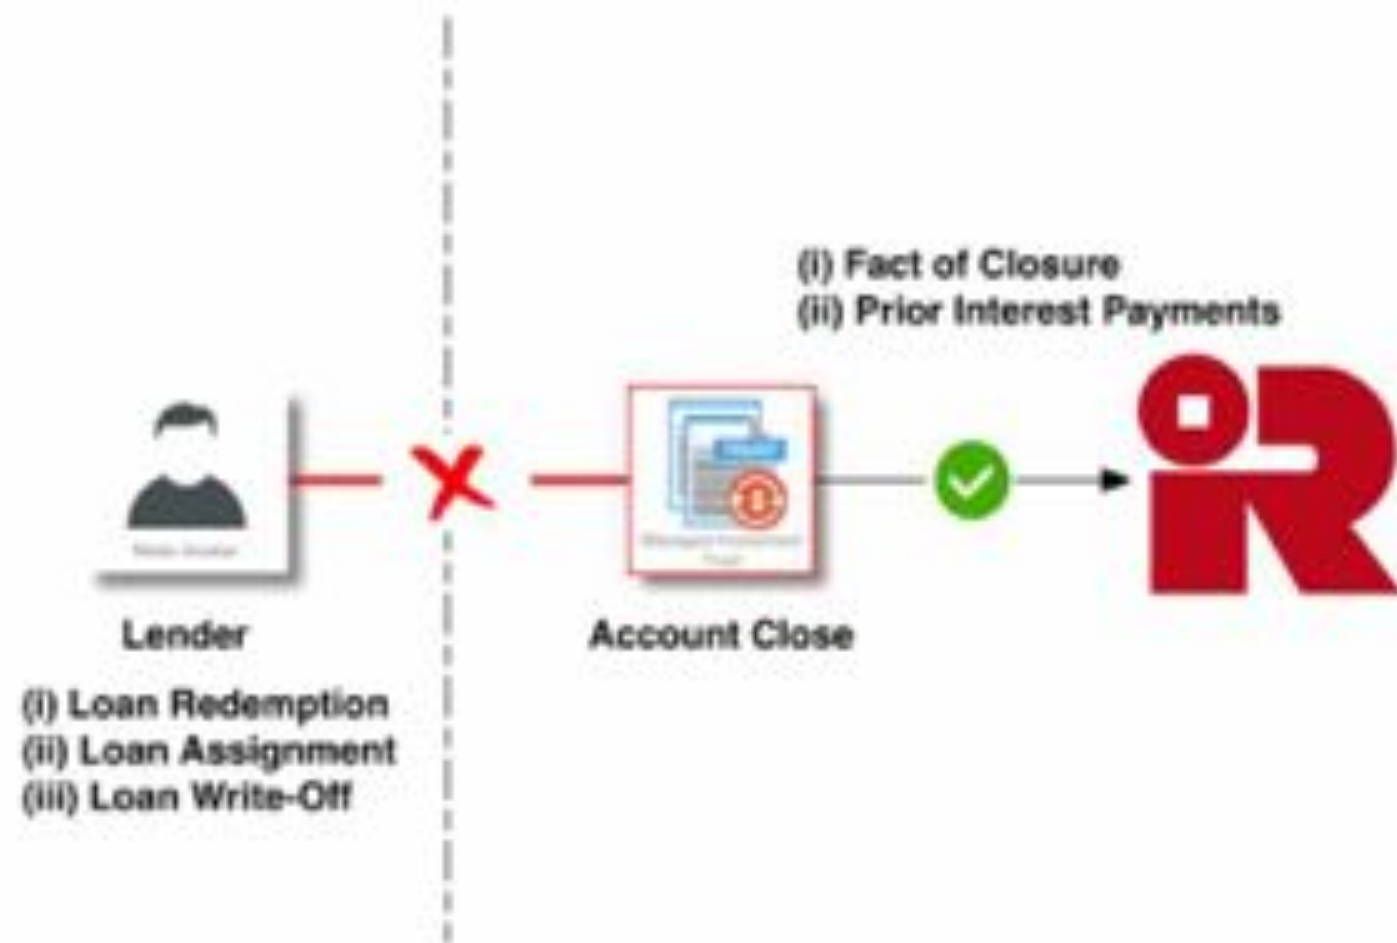 (i) Fact of Closure
(ii) Prior Interest Payments
Lender
Account Close
(i) Loan Redemption
(ii) Loan Assignment
(iii) Loan Write-Off